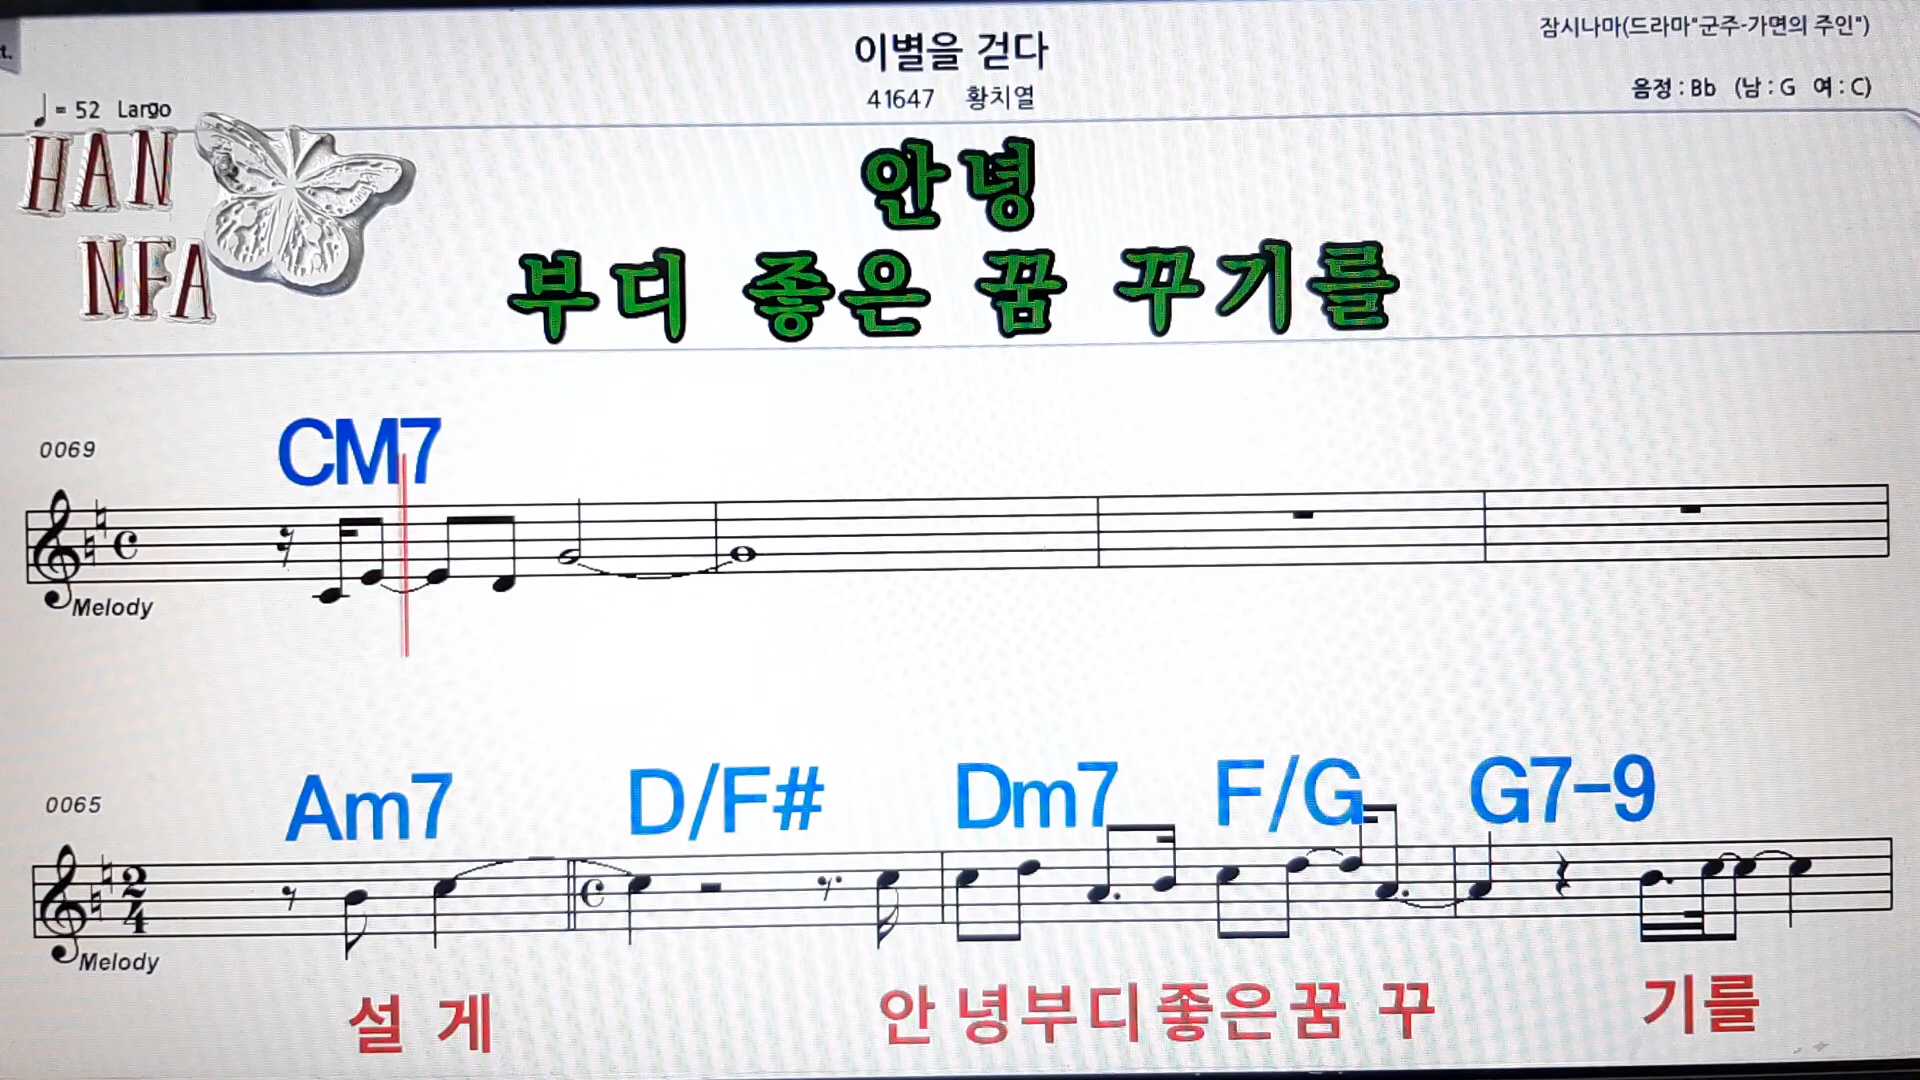 t.
이별을 걷다
잠시나마(드라마"군주-가면의 주인")
♩ = 52 Largo
41647 황치열
음정 : Bb (남 : G 여 : C)
HAN
NFA
안녕
부디 좋은 꿈 꾸기를
CM7
0069
Melody
Am7 D/F# Dm7 F/G G7-9
0065
2
4
Melody
설 게 안 녕 부 디 좋 은 꿈 꾸 기 를